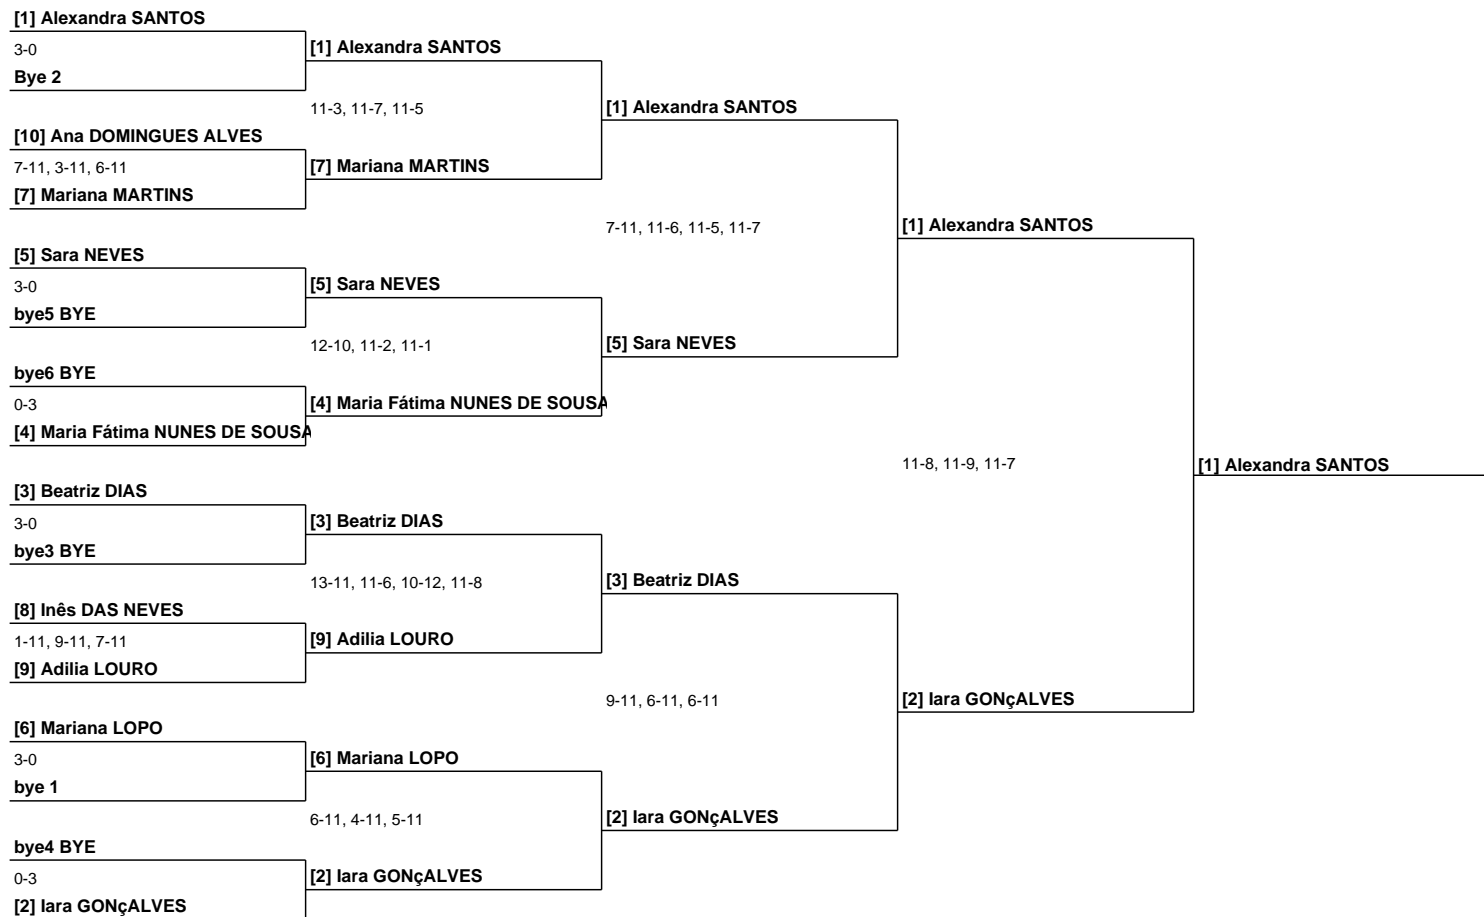 [1] Alexandra SANTOS
3-0
Bye 2
[10] Ana DOMINGUES ALVES
7-11, 3-11, 6-11
[7] Mariana MARTINS
[5] Sara NEVES
3-0
bye5 BYE
bye6 BYE
0-3
[4] Maria Fátima NUNES DE SOUSA
[3] Beatriz DIAS
3-0
bye3 BYE
[8] Inês DAS NEVES
1-11, 9-11, 7-11
[9] Adilia LOURO
[6] Mariana LOPO
3-0
bye 1
bye4 BYE
0-3
[2] Iara GONçALVES
[1] Alexandra SANTOS
11-3, 11-7, 11-5
[7] Mariana MARTINS
[5] Sara NEVES
12-10, 11-2, 11-1
[4] Maria Fátima NUNES DE SOUSA
[3] Beatriz DIAS
13-11, 11-6, 10-12, 11-8
[9] Adilia LOURO
[6] Mariana LOPO
6-11, 4-11, 5-11
[2] Iara GONçALVES
[1] Alexandra SANTOS
7-11, 11-6, 11-5, 11-7
[5] Sara NEVES
[3] Beatriz DIAS
9-11, 6-11, 6-11
[2] Iara GONçALVES
[1] Alexandra SANTOS
11-8, 11-9, 11-7
[2] Iara GONçALVES
[1] Alexandra SANTOS